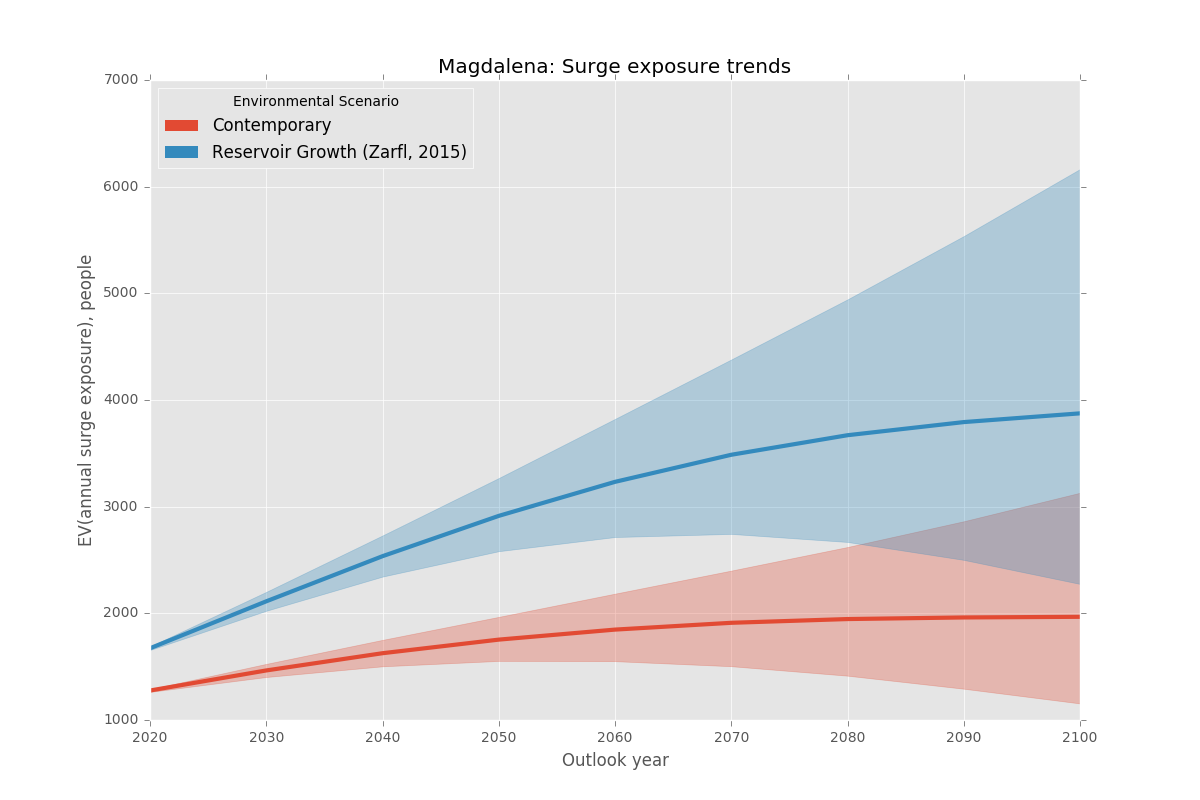 Magdalena: Surge exposure trends
7000
Environmental Scenario
Contemporary
Reservoir Growth (Zarfl, 2015)
6000
5000
4000
3000
2000
1000
EV(annual surge exposure), people
2020 2030 2040 2050 2060 2070 2080 2090 2100
Outlook year